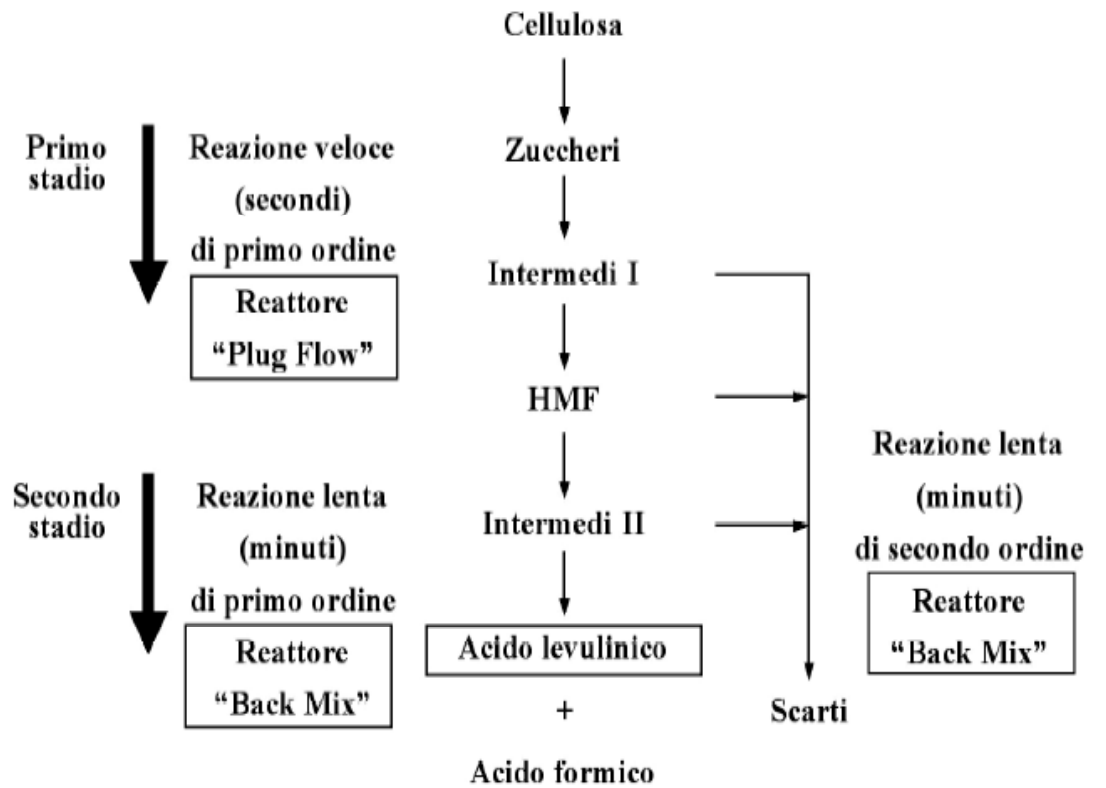 Cellulosa
Primo
stadio
Reazione veloce
(secondi)
di primo ordine
Reattore
“Plug Flow”
Zuccheri
Intermedi I
HMF
Secondo
stadio
Reazione lenta
(minuti)
di primo ordine
Reattore
“Back Mix”
Intermedi II
Acido levulinico
+
Acido formico
Reazione lenta
(minuti)
di secondo ordine
Reattore
“Back Mix”
Scarti